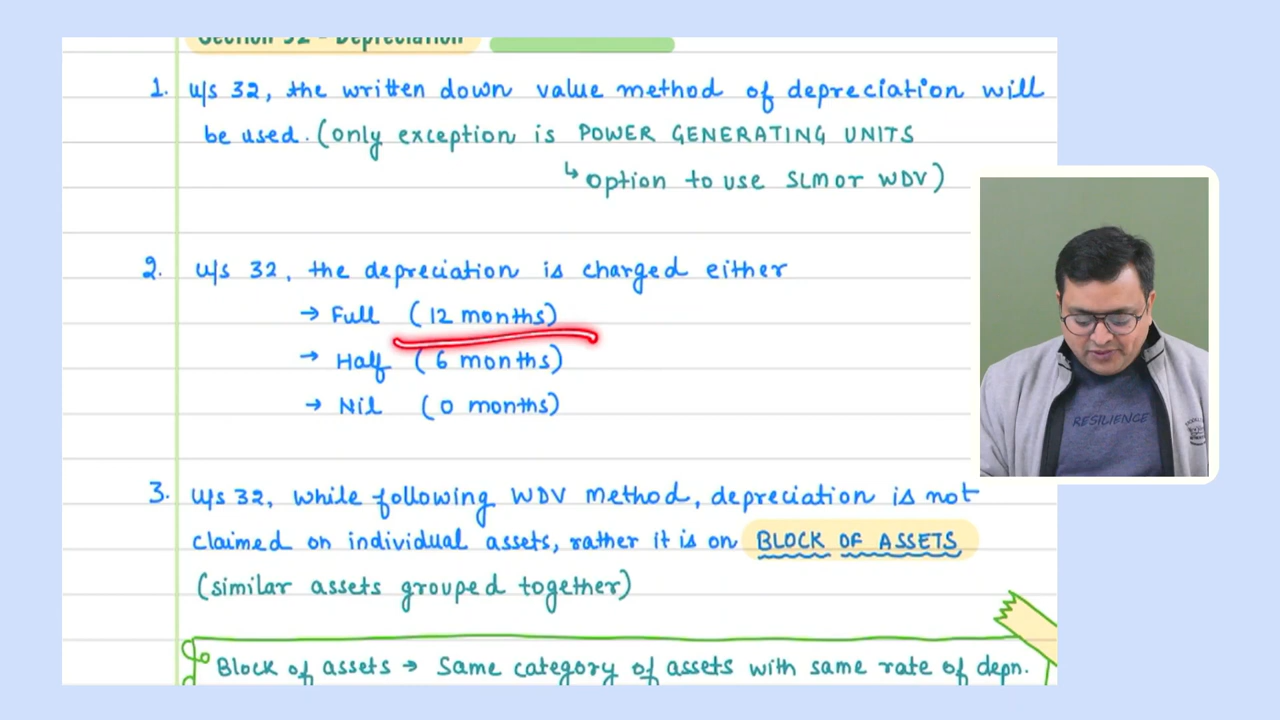 Section 32 - Depreciation
1. u/s 32, the written down value method of depreciation will
be used. (only exception is POWER GENERATING UNITS
↳ option to use SLM or WDV)
2. u/s 32, the depreciation is charged either
→ Full (12 months)
→ Half (6 months)
→ Nil (0 months)
3. u/s 32, while following WDV method, depreciation is not
claimed on individual assets, rather it is on BLOCK OF ASSETS
(similar assets grouped together)
Block of assets → Same category of assets with same rate of depn.
RESILIENCE